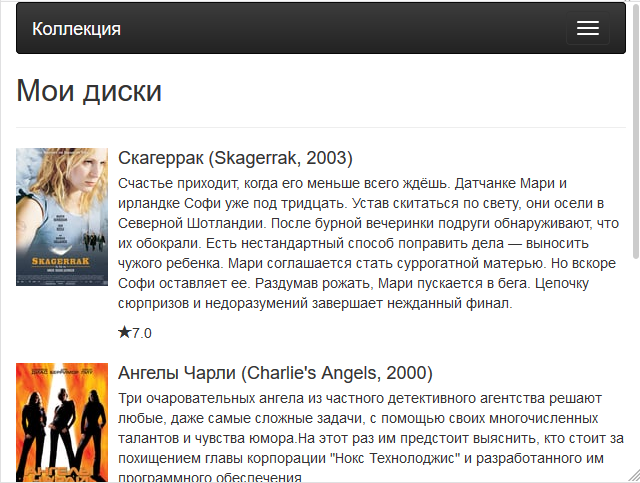 Коллекция
Мои диски
Скагеррак (Skagerrak, 2003)
Счастье приходит, когда его меньше всего ждёшь. Датчанке Мари и
ирландке Софи уже под тридцать. Устав скитаться по свету, они осели в
Северной Шотландии. После бурной вечеринки подруги обнаруживают, что
их обокрали. Есть нестандартный способ поправить дела — выносить
чужого ребенка. Мари соглашается стать суррогатной матерью. Но вскоре
Софи оставляет ее. Раздумав рожать, Мари пускается в бега. Цепочку
сюрпризов и недоразумений завершает нежданный финал.
SKAGERRAK
★7.0
Ангелы Чарли (Charlie's Angels, 2000)
Три очаровательных ангела из частного детективного агентства решают
любые, даже самые сложные задачи, с помощью своих многочисленных
талантов и чувства юмора.На этот раз им предстоит выяснить, кто стоит за
похищением главы корпорации "Нокс Технолоджис" и разработанного им
программного обеспечения